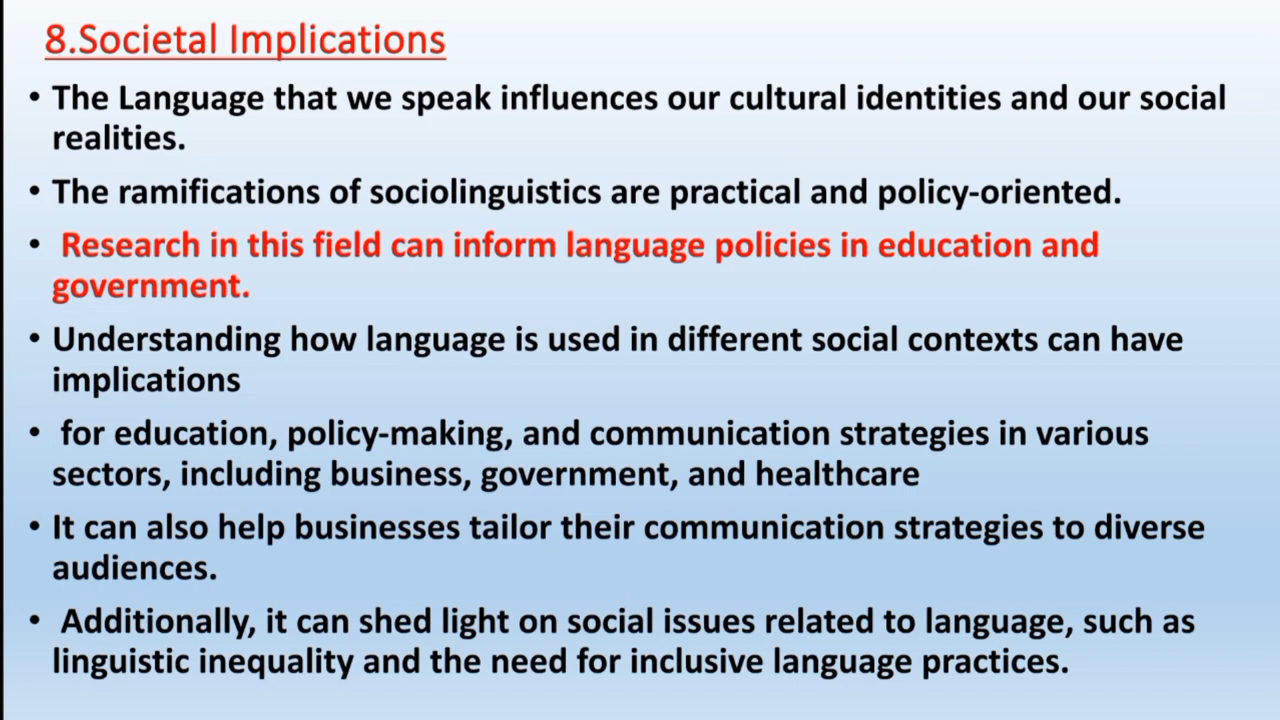 8.Societal Implications
• The Language that we speak influences our cultural identities and our social
realities.
• The ramifications of sociolinguistics are practical and policy-oriented.
• Research in this field can inform language policies in education and
government.
• Understanding how language is used in different social contexts can have
implications
• for education, policy-making, and communication strategies in various
sectors, including business, government, and healthcare
• It can also help businesses tailor their communication strategies to diverse
audiences.
• Additionally, it can shed light on social issues related to language, such as
linguistic inequality and the need for inclusive language practices.